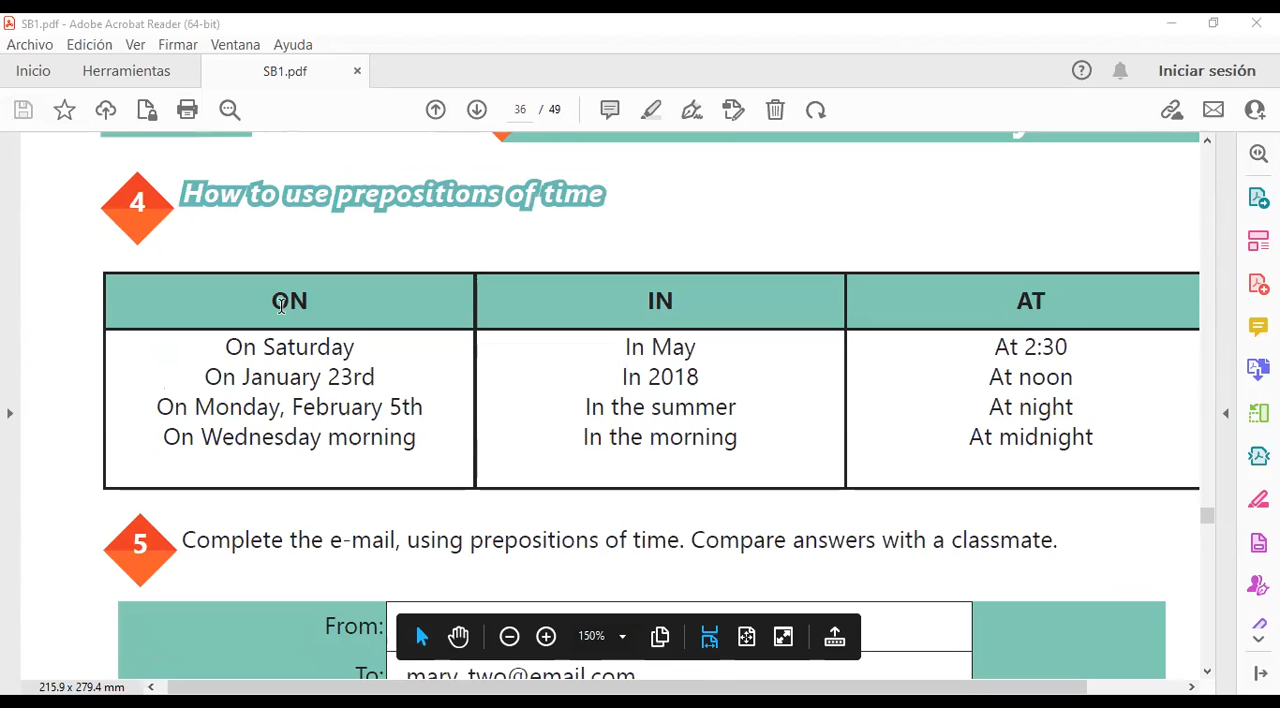 SB1.pdf - Adobe Acrobat Reader (64-bit)
Archivo Edición Ver Firmar Ventana Ayuda
Inicio Herramientas SB1.pdf × Iniciar sesión
36 / 49
4 How to use prepositions of time
ON IN AT
On Saturday In May At 2:30
On January 23rd In 2018 At noon
On Monday, February 5th In the summer At night
On Wednesday morning In the morning At midnight
5 Complete the e-mail, using prepositions of time. Compare answers with a classmate.
From:
150%
To: mary_two@email.com
215.9 x 279.4 mm